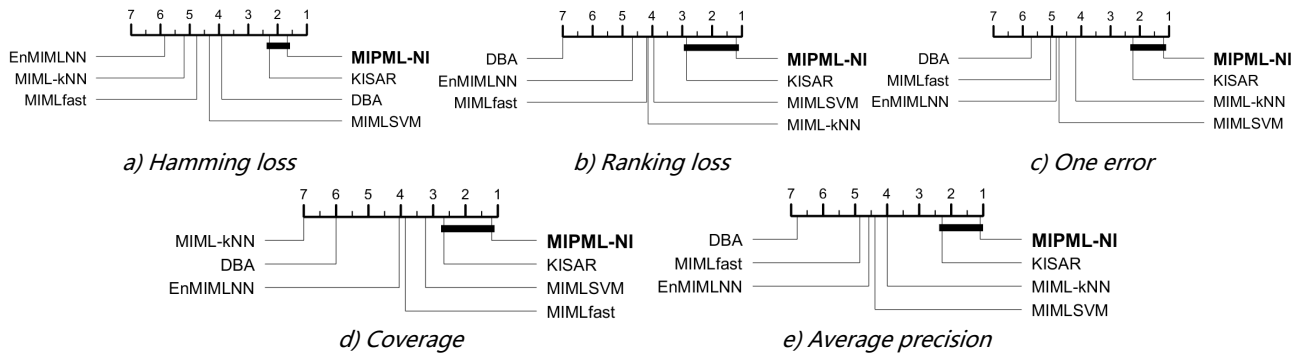 7 6 5 4 3 2 1
EnMIMLNN
MIML-kNN
MIMLfast
MIPML-NI
KISAR
DBA
MIMLSVM
a) Hamming loss
7 6 5 4 3 2 1
DBA
EnMIMLNN
MIMLfast
MIPML-NI
KISAR
MIMLSVM
MIML-kNN
b) Ranking loss
7 6 5 4 3 2 1
DBA
MIMLfast
EnMIMLNN
MIPML-NI
KISAR
MIML-kNN
MIMLSVM
c) One error
7 6 5 4 3 2 1
MIML-kNN
DBA
EnMIMLNN
MIPML-NI
KISAR
MIMLSVM
MIMLfast
d) Coverage
7 6 5 4 3 2 1
DBA
MIMLfast
EnMIMLNN
MIPML-NI
KISAR
MIML-kNN
MIMLSVM
e) Average precision